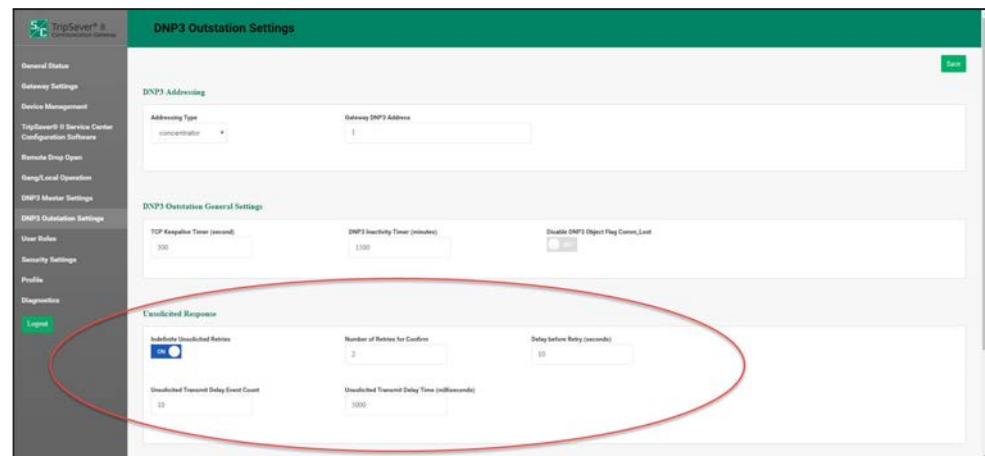 S&C TripSaver® II
Communication Gateway
DNP3 Outstation Settings
General Status
Gateway Settings
Device Management
TripSaver® II Service Center
Configuration Software
Remote Drop Open
Gang/Local Operation
DNP3 Master Settings
DNP3 Outstation Settings
User Roles
Security Settings
Profile
Diagnostics
Logout
Save
DNP3 Addressing
Addressing Type
Gateway DNP3 Address
concentrator
1
DNP3 Outstation General Settings
TCP Keepalive Timer (second)
DNP3 Inactivity Timer (minutes)
Disable DNP3 Object Flag Comm_Lost
300
1300
OFF
Unsolicited Response
Indefinite Unsolicited Retries
Number of Retries for Confirm
Delay before Retry (seconds)
ON
2
10
Unsolicited Transmit Delay Event Count
Unsolicited Transmit Delay Time (milliseconds)
10
5000